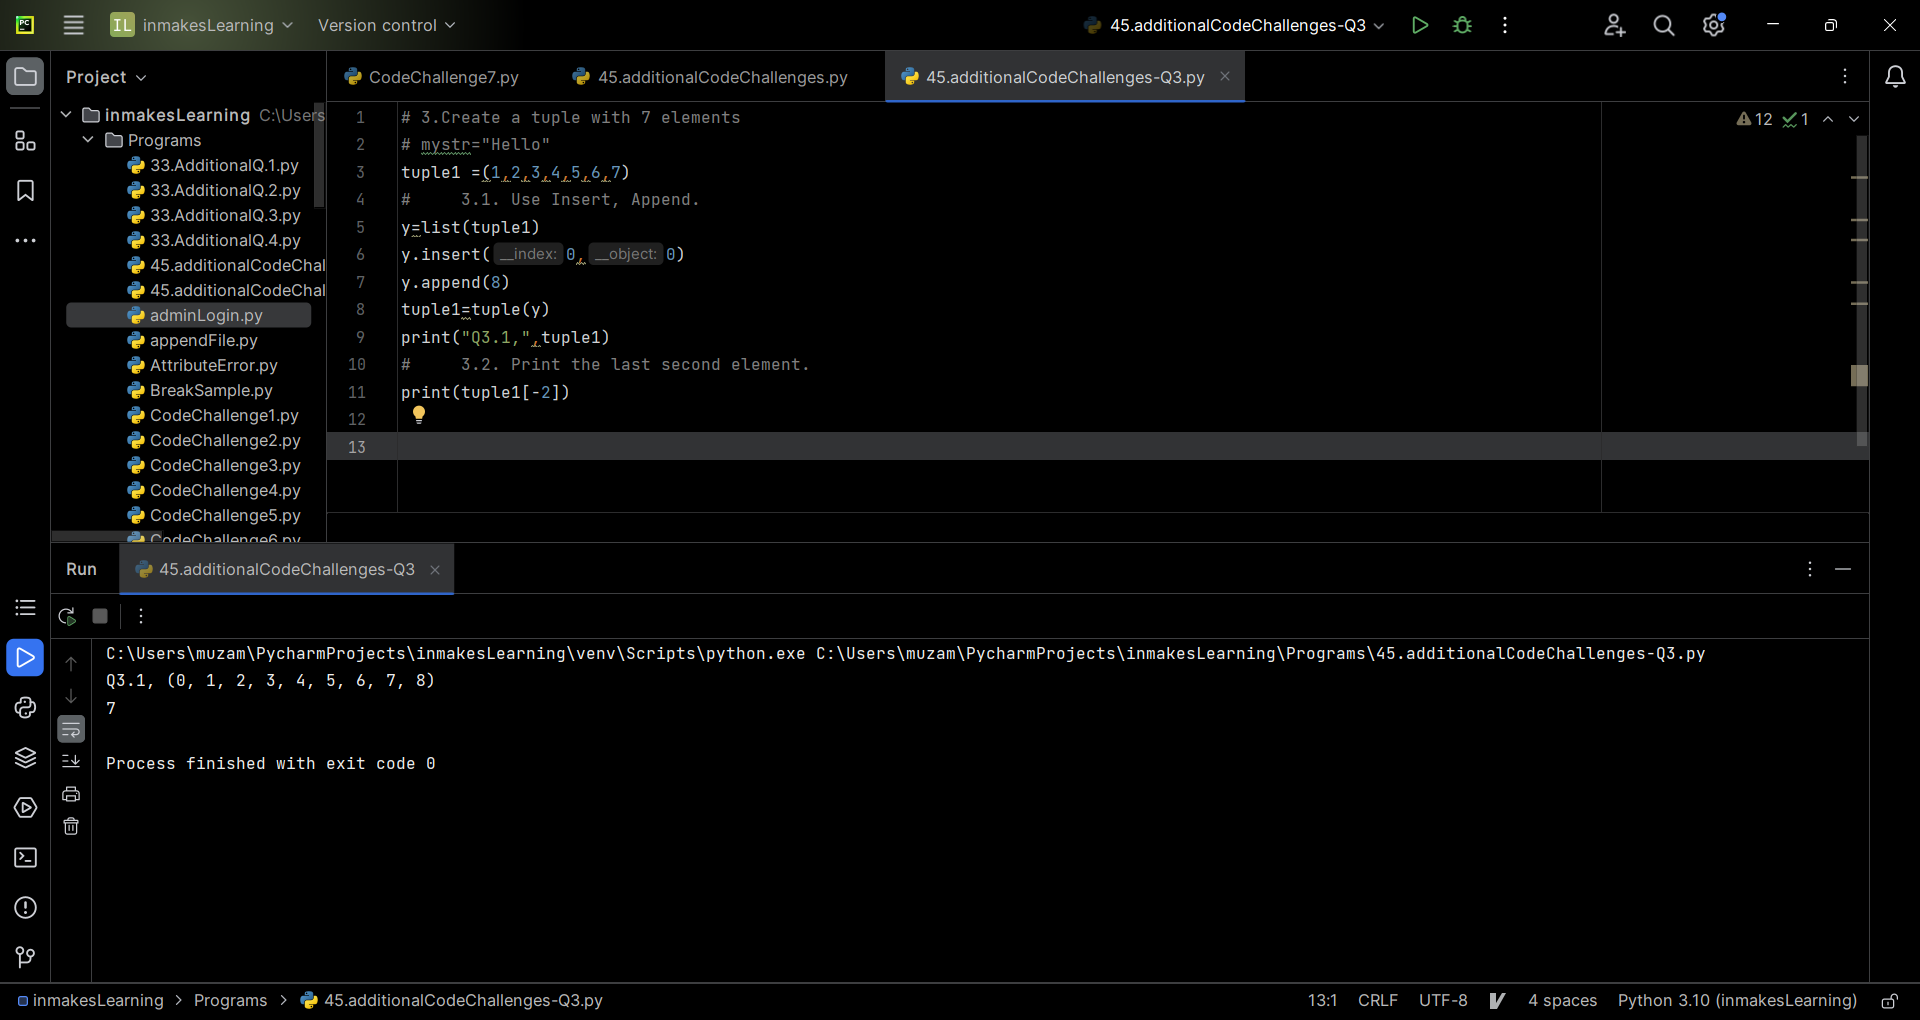 PC
IL inmakesLearning Version control 45.additionalCodeChallenges-Q3
Project
CodeChallenge7.py 45.additionalCodeChallenges.py 45.additionalCodeChallenges-Q3.py
inmakesLearning C:\Users
Programs
33.AdditionalQ.1.py
33.AdditionalQ.2.py
33.AdditionalQ.3.py
33.AdditionalQ.4.py
45.additionalCodeChal
45.additionalCodeChal
adminLogin.py
appendFile.py
AttributeError.py
BreakSample.py
CodeChallenge1.py
CodeChallenge2.py
CodeChallenge3.py
CodeChallenge4.py
CodeChallenge5.py
CodeChallenge6.py
12 1
1 # 3.Create a tuple with 7 elements
2 # mystr="Hello"
3 tuple1 =(1,2,3,4,5,6,7)
4 #     3.1. Use Insert, Append.
5 y=list(tuple1)
6 y.insert( __index: 0, __object: 0)
7 y.append(8)
8 tuple1=tuple(y)
9 print("Q3.1,",tuple1)
10 #     3.2. Print the last second element.
11 print(tuple1[-2])
12
13
Run 45.additionalCodeChallenges-Q3
C:\Users\muzam\PycharmProjects\inmakesLearning\venv\Scripts\python.exe C:\Users\muzam\PycharmProjects\inmakesLearning\Programs\45.additionalCodeChallenges-Q3.py
Q3.1, (0, 1, 2, 3, 4, 5, 6, 7, 8)
7
Process finished with exit code 0
inmakesLearning > Programs > 45.additionalCodeChallenges-Q3.py
13:1 CRLF UTF-8 4 spaces Python 3.10 (inmakesLearning)